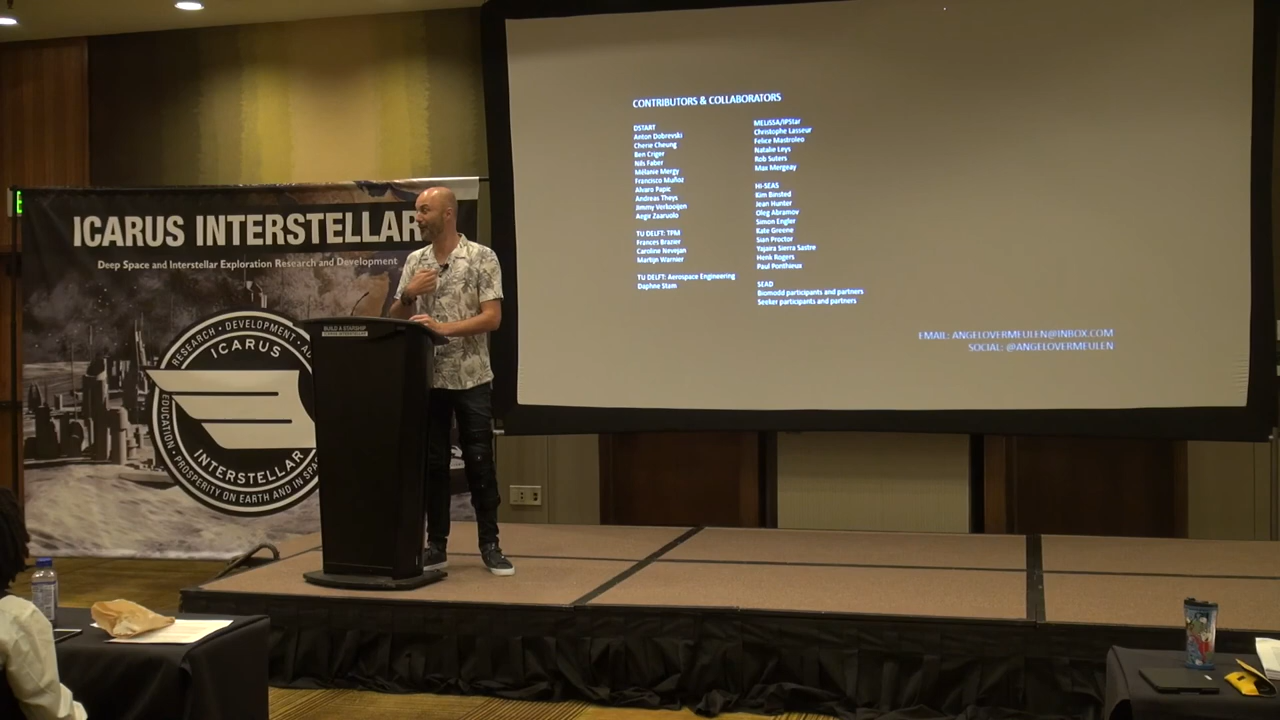 ICARUS INTERSTELLAR
Deep Space and Interstellar Exploration Research and Development
RESEARCH • DEVELOPMENT •
ICARUS
INTERSTELLAR
EDUCATION • PROSPERITY ON EARTH AND IN
BUILD A STARSHIP
CONTRIBUTORS & COLLABORATORS
DSTART
Anton Dobrevski
Cherie Cheung
Ben Criger
Nils Faber
Mélanie Mergy
Francisco Muñoz
Alvaro Papic
Andreas Theys
Jimmy Verkooijen
Aegir Zaaruolo
TU DELFT: TPM
Frances Brazier
Caroline Nevejan
Martijn Warnier
TU DELFT: Aerospace Engineering
Daphne Stam
MELiSSA/IPStar
Christophe Lasseur
Felice Mastroleo
Natalie Leys
Rob Suters
Max Mergeay
HI-SEAS
Kim Binsted
Jean Hunter
Oleg Abramov
Simon Engler
Kate Greene
Sian Proctor
Yajaira Sierra Sastre
Henk Rogers
Paul Ponthieux
SEAD
Biomodd participants and partners
Seeker participants and partners
EMAIL: ANGELOVERMEULEN@INBOX.COM
SOCIAL: @ANGELOVERMEULEN